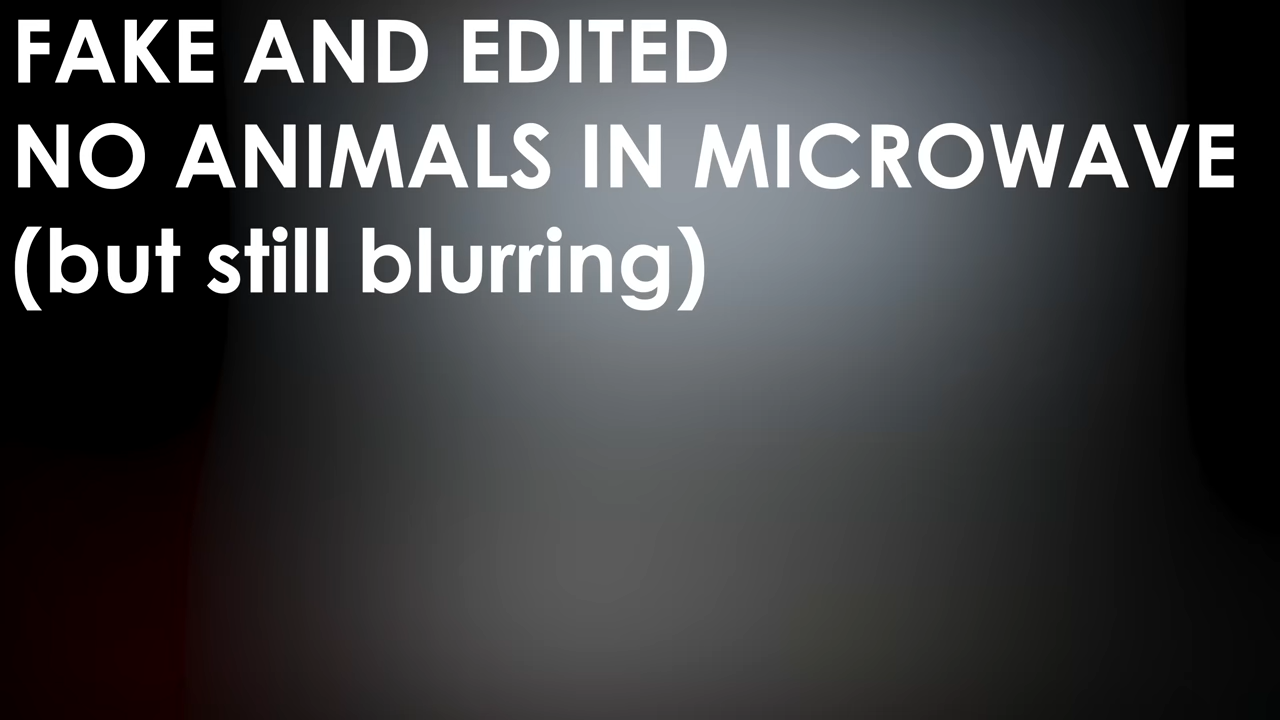 FAKE AND EDITED
NO ANIMALS IN MICROWAVE
(but still blurring)